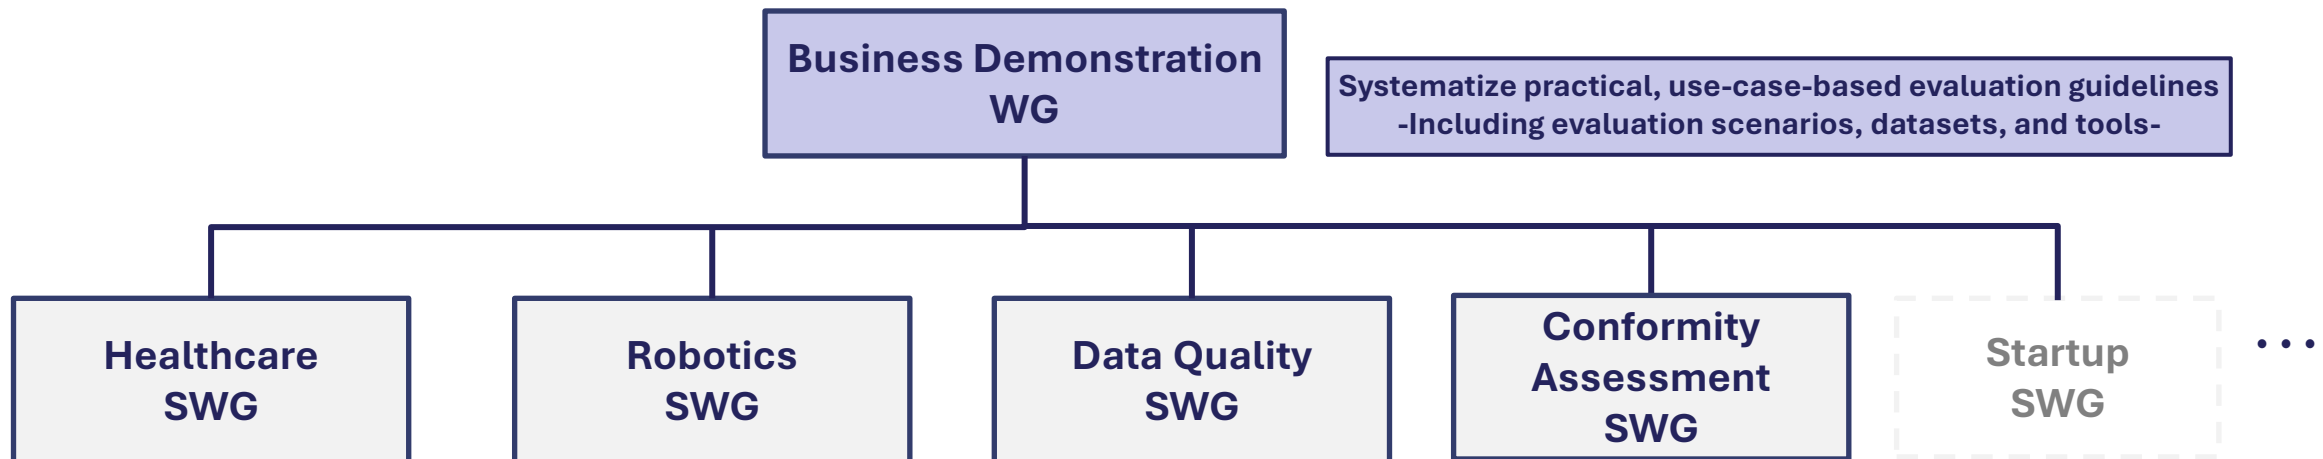 Business Demonstration
WG
Systematize practical, use-case-based evaluation guidelines
-Including evaluation scenarios, datasets, and tools-
Healthcare
SWG
Robotics
SWG
Data Quality
SWG
Conformity
Assessment
SWG
Startup
SWG
...